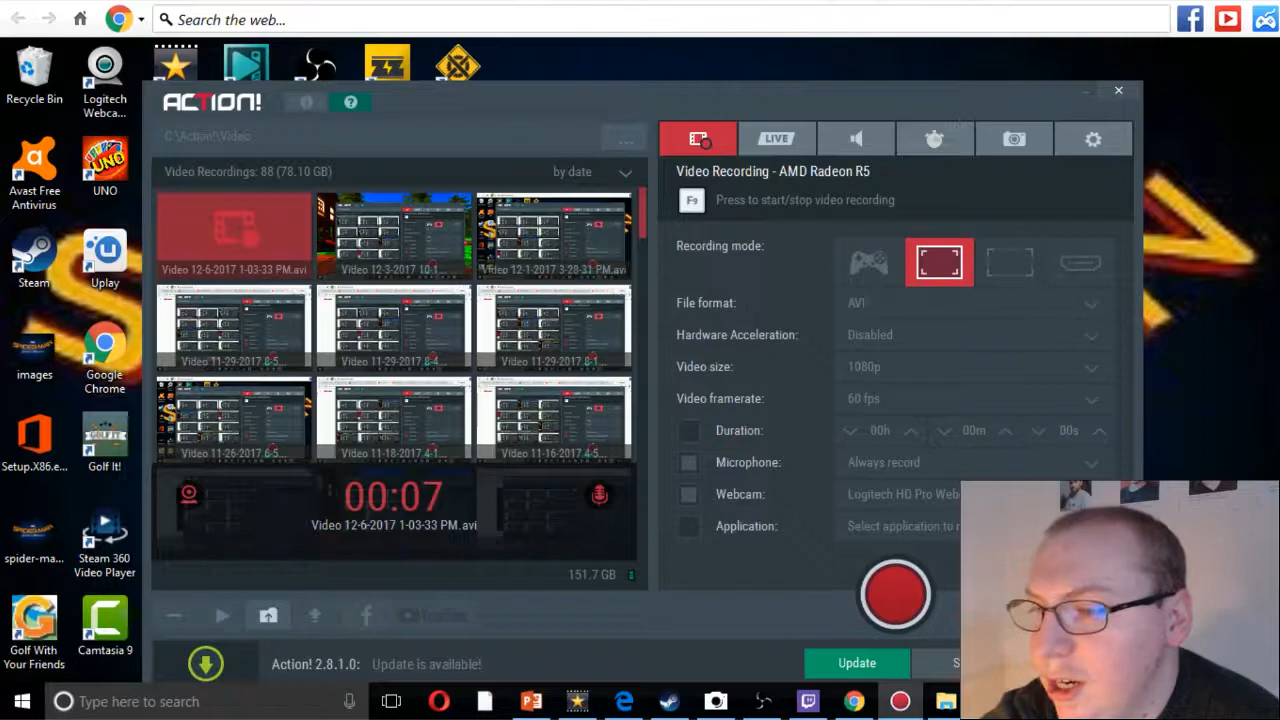 Search the web...
Recycle Bin
Logitech Webca...
ACTION!
LIVE
C:\Action!\Video
Video Recordings: 88 (78.10 GB)
by date
Video Recording - AMD Radeon R5
F9
Press to start/stop video recording
Avast Free Antivirus
UNO
Video 12-6-2017 1-03-33 PM.avi
Video 12-3-2017 10-1...
Video 12-1-2017 3-28-31 PM.avi
Recording mode:
File format:
AVI
Steam
Uplay
Hardware Acceleration:
Disabled
Video 11-29-2017 8-5...
Video 11-29-2017 8-4...
Video 11-29-2017 8-1...
Video size:
1080p
images
Google Chrome
Video framerate:
60 fps
Duration:
00h
00m
00s
Video 11-26-2017 6-5...
Video 11-18-2017 4-1...
Video 11-16-2017 4-5...
Setup.X86.e...
GOLF IT!
Golf It!
Microphone:
Always record
00:07
Video 12-6-2017 1-03-33 PM.avi
Webcam:
Logitech HD Pro Web
Application:
Select application to r
spider-ma...
Steam 360 Video Player
151.7 GB
YouTube
Golf With Your Friends
Camtasia 9
Action! 2.8.1.0:
Update is available!
Update
S
Type here to search